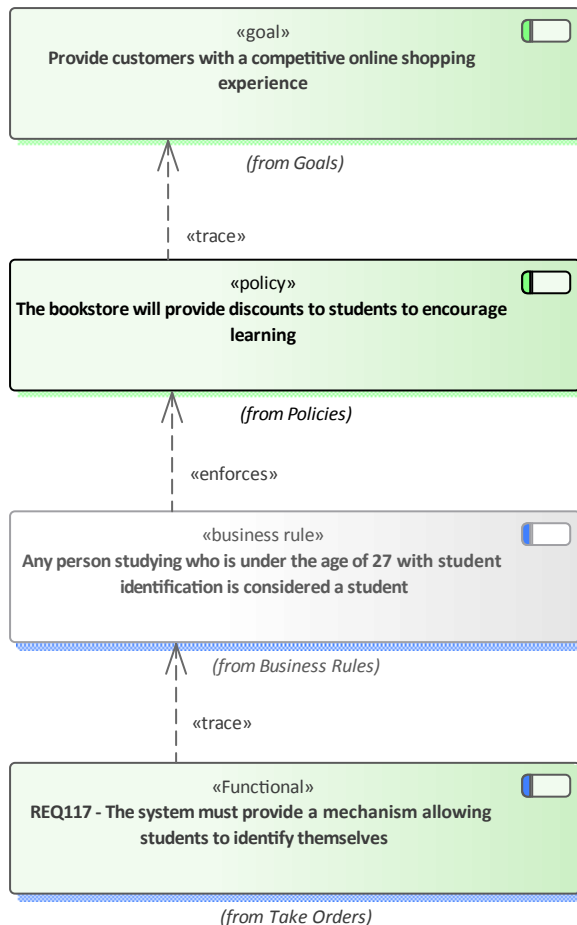 «goal»
Provide customers with a competitive online shopping
experience
(from Goals)
«trace»
«policy»
The bookstore will provide discounts to students to encourage
learning
(from Policies)
«enforces»
«business rule»
Any person studying who is under the age of 27 with student
identification is considered a student
(from Business Rules)
«trace»
«Functional»
REQ117 - The system must provide a mechanism allowing
students to identify themselves
(from Take Orders)